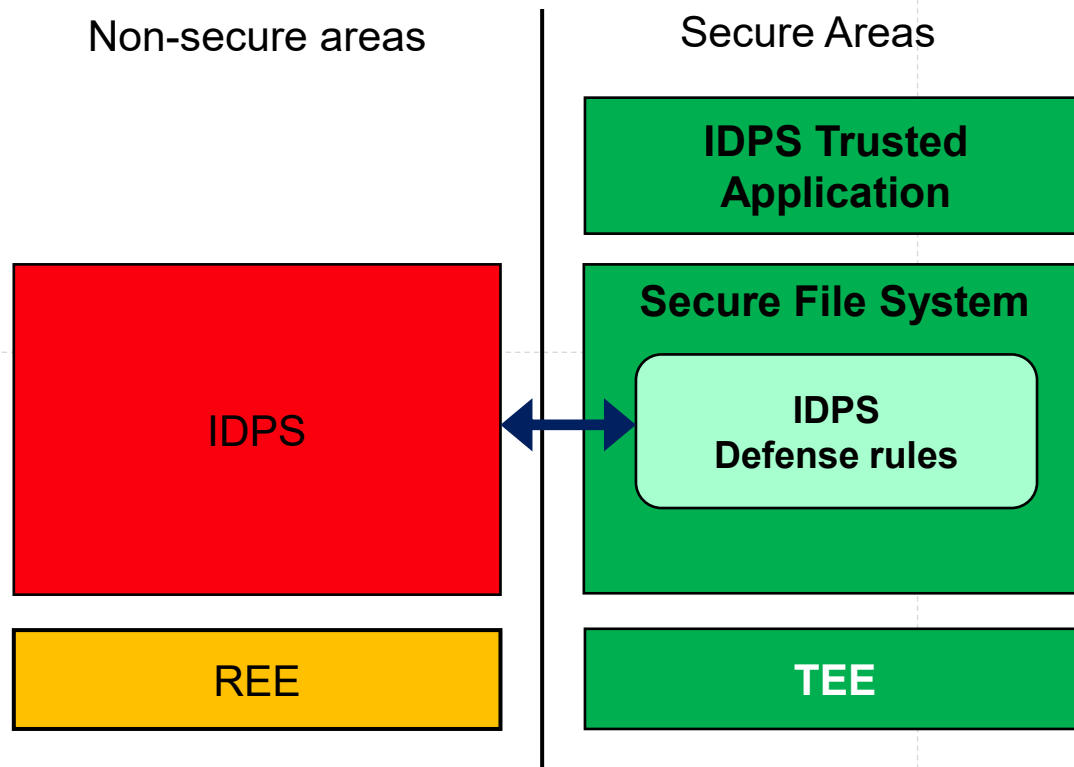 Non-secure areas
Secure Areas
IDPS Trusted
Application
Secure File System
IDPS
Defense rules
IDPS
REE
TEE